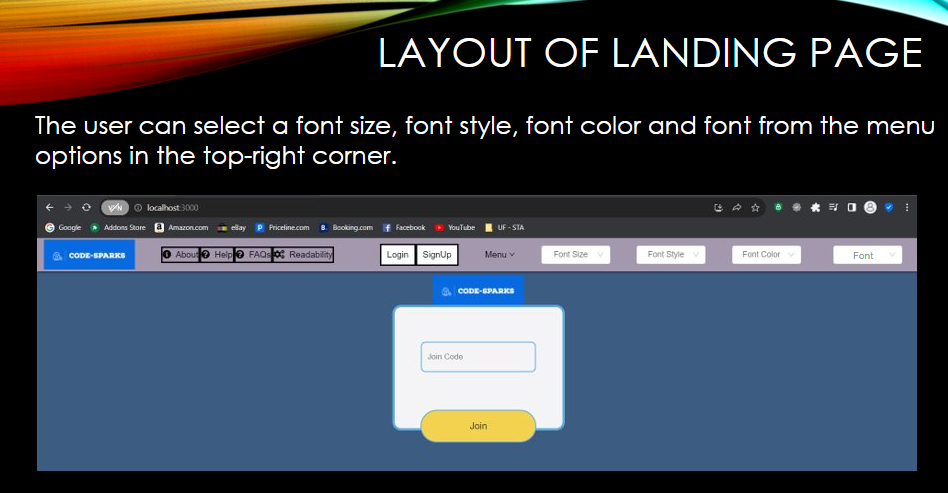 LAYOUT OF LANDING PAGE
The user can select a font size, font style, font color and font from the menu
options in the top-right corner.
localhost:3000
Google Addons Store Amazon.com eBay Priceline.com Booking.com Facebook YouTube UF - STA
CODE-SPARKS About Help FAQs Readability Login SignUp Menu Font Size Font Style Font Color Font
CODE-SPARKS
Join Code
Join